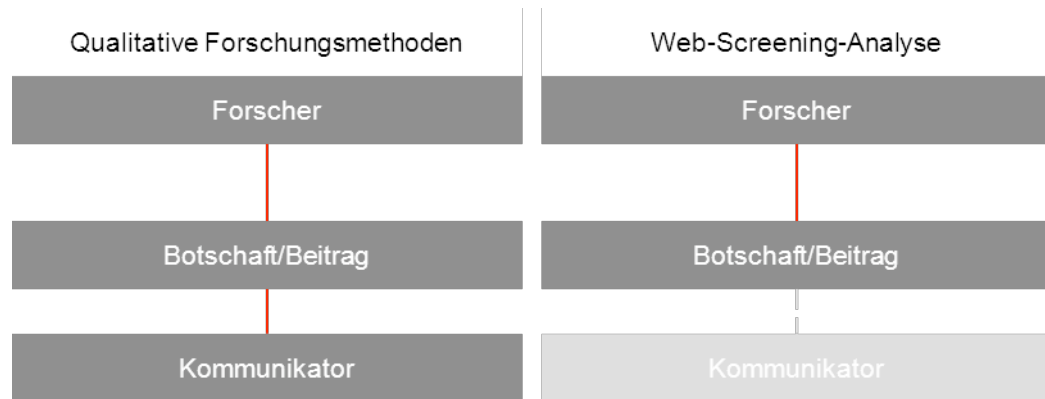 Qualitative Forschungsmethoden
Web-Screening-Analyse
Forscher
Forscher
Botschaft/Beitrag
Botschaft/Beitrag
Kommunikator
Kommunikator